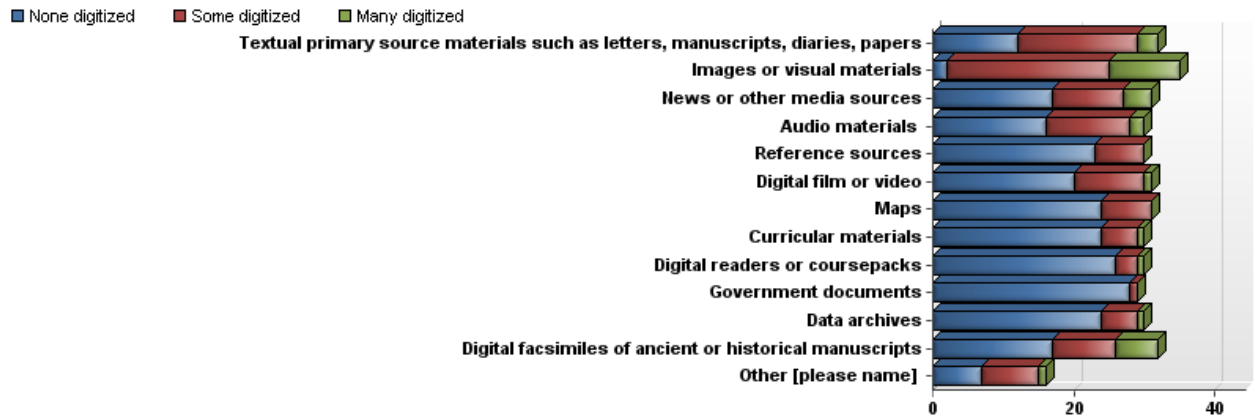 None digitized Some digitized Many digitized
Textual primary source materials such as letters, manuscripts, diaries, papers
Images or visual materials
News or other media sources
Audio materials
Reference sources
Digital film or video
Maps
Curricular materials
Digital readers or coursepacks
Government documents
Data archives
Digital facsimiles of ancient or historical manuscripts
Other [please name]
0 20 40